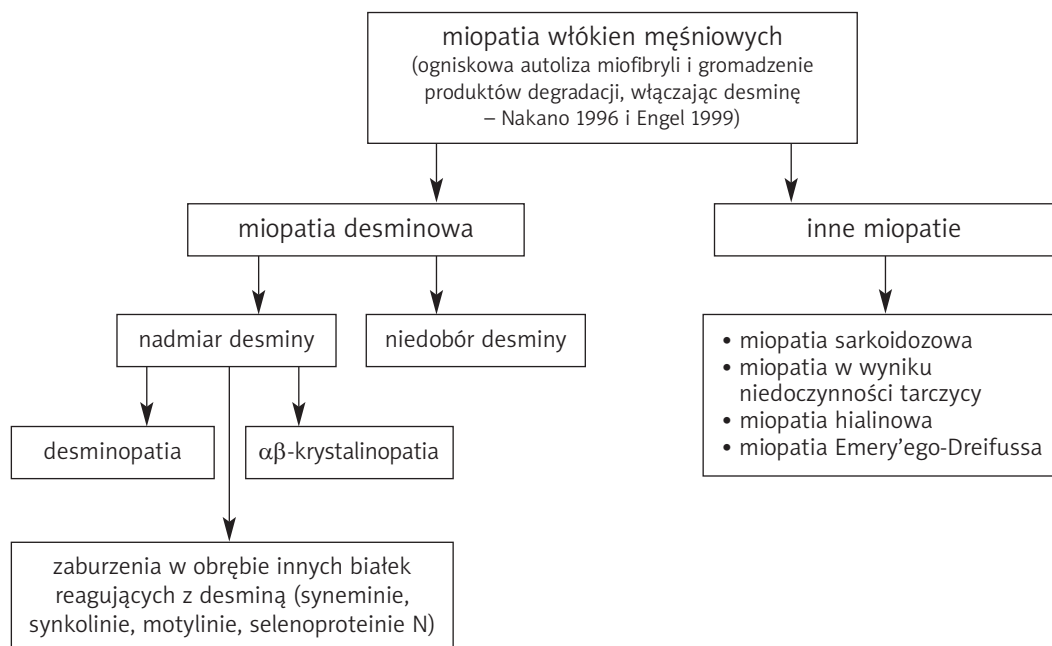 miopatia włókien męśniowych
(ogniskowa autoliza miofibryli i gromadzenie
produktów degradacji, włączając desminę
– Nakano 1996 i Engel 1999)
miopatia desminowa
inne miopatie
nadmiar desminy
niedobór desminy
• miopatia sarkoidozowa
• miopatia w wyniku
niedoczynności tarczycy
• miopatia hialinowa
• miopatia Emery’ego-Dreifussa
desminopatia
αβ-krystalinopatia
zaburzenia w obrębie innych białek
reagujących z desminą (syneminie,
synkolinie, motylinie, selenoproteinie N)